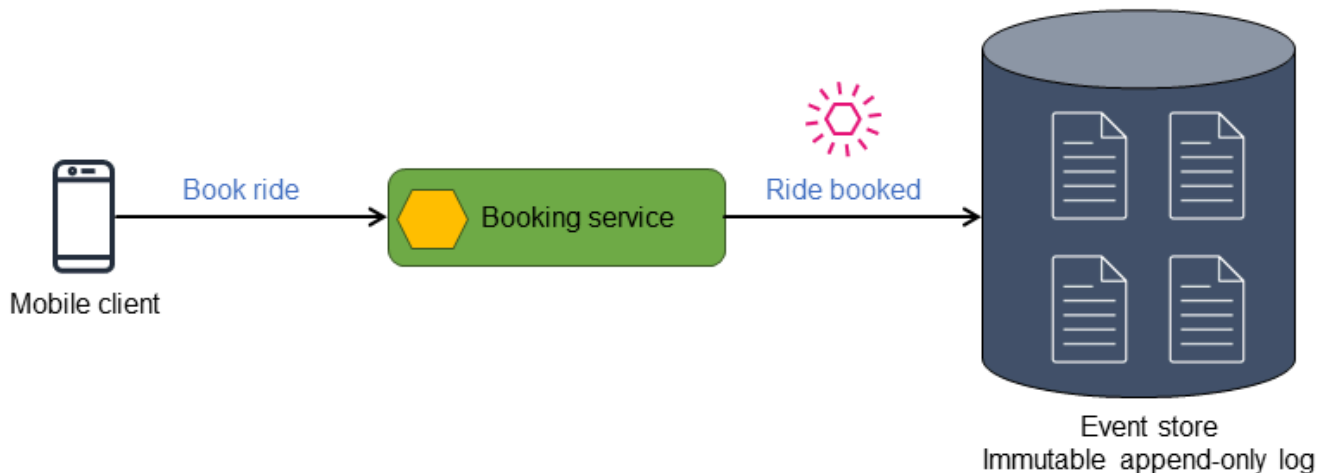 Book ride
Booking service
Ride booked
Mobile client
Event store
Immutable append-only log